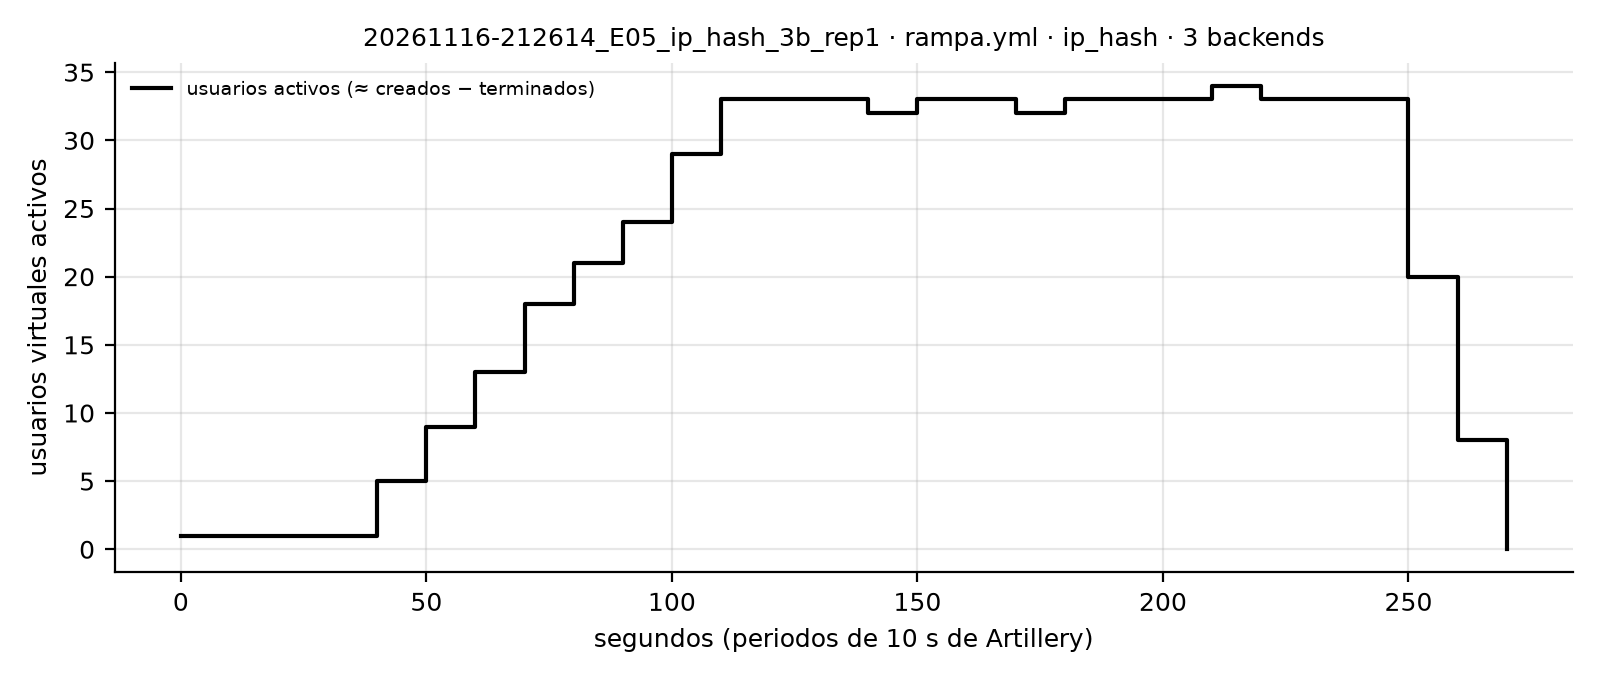 20261116-212614_E05_ip_hash_3b_rep1 · rampa.yml · ip_hash · 3 backends
usuarios activos (≈ creados − terminados)
usuarios virtuales activos
35
30
25
20
15
10
5
0
0 50 100 150 200 250
segundos (periodos de 10 s de Artillery)